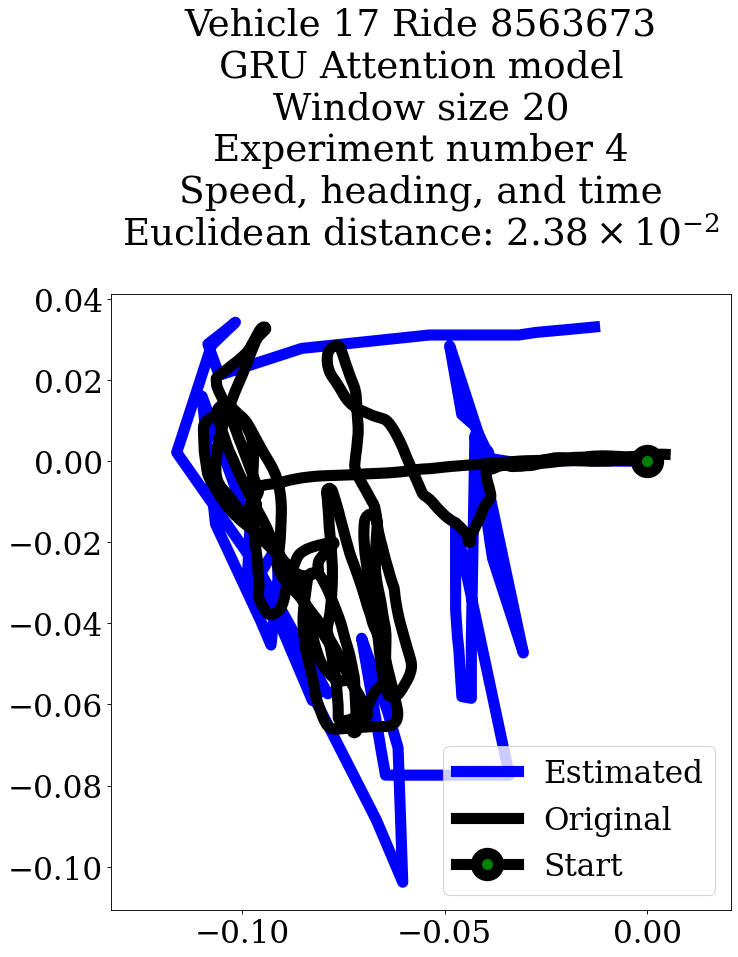 Vehicle 17 Ride 8563673
GRU Attention model
Window size 20
Experiment number 4
Speed, heading, and time
Euclidean distance: 2.38 × 10⁻²
0.04
0.02
0.00
−0.02
−0.04
−0.06
−0.08
−0.10
Estimated
Original
Start
−0.10
−0.05
0.00